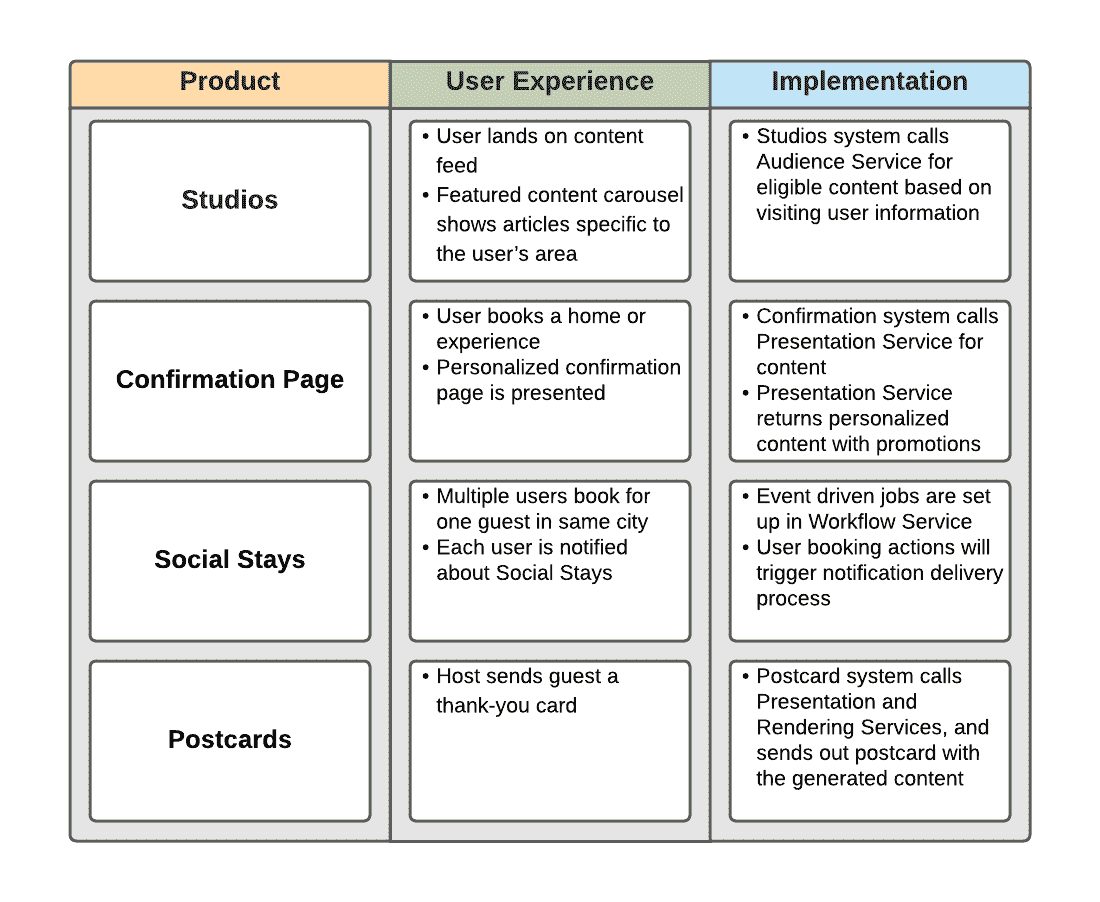 Product
User Experience
Implementation
Studios
• User lands on content
feed
• Featured content carousel
shows articles specific to
the user’s area
• Studios system calls
Audience Service for
eligible content based on
visiting user information
Confirmation Page
• User books a home or
experience
• Personalized confirmation
page is presented
• Confirmation system calls
Presentation Service for
content
• Presentation Service
returns personalized
content with promotions
Social Stays
• Multiple users book for
one guest in same city
• Each user is notified
about Social Stays
• Event driven jobs are set
up in Workflow Service
• User booking actions will
trigger notification delivery
process
Postcards
• Host sends guest a
thank-you card
• Postcard system calls
Presentation and
Rendering Services, and
sends out postcard with
the generated content